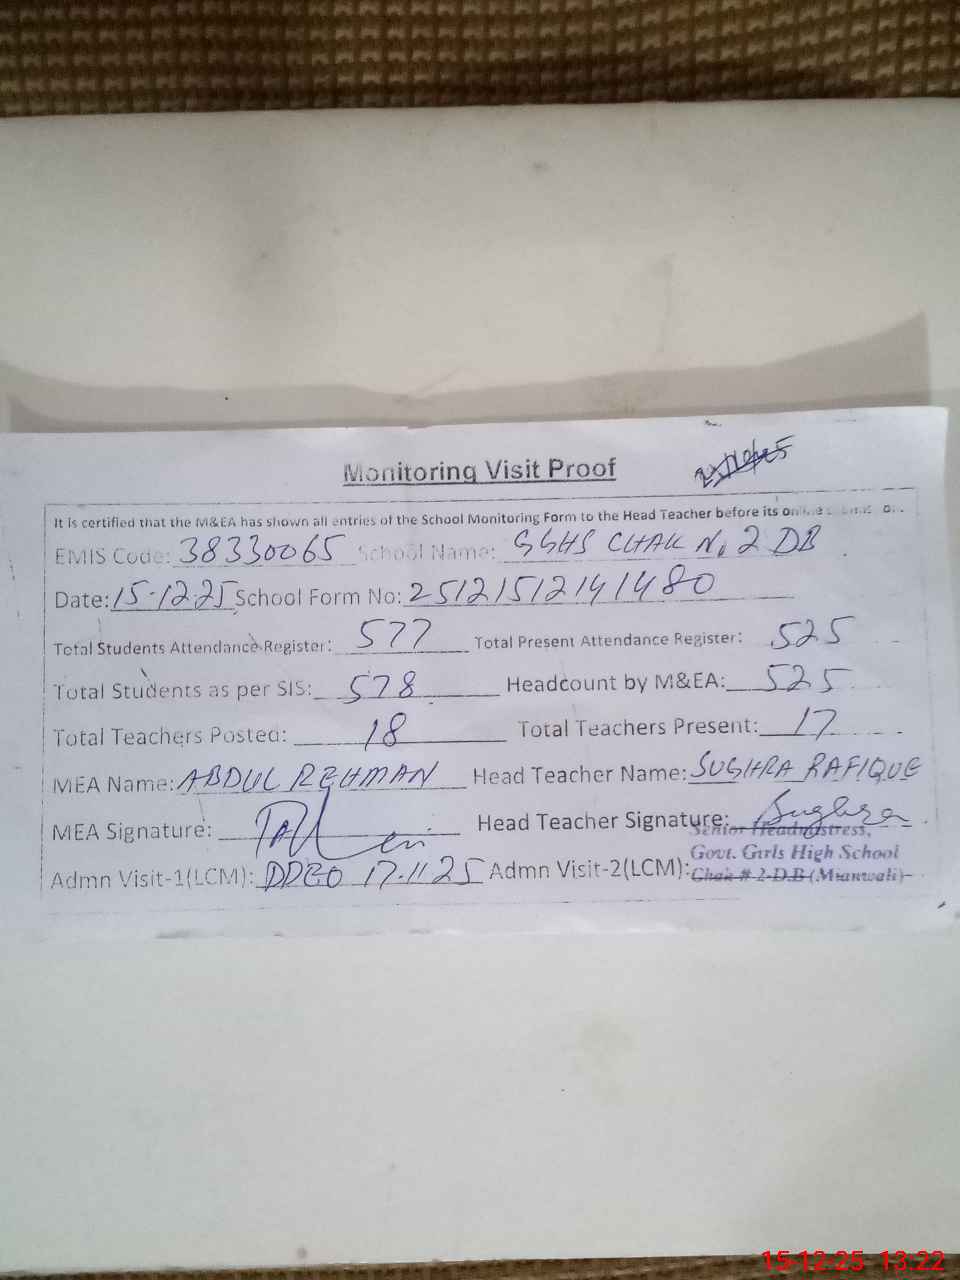 Monitoring Visit Proof
It is certified that the M&EA has shown all entries of the School Monitoring Form to the Head Teacher before its online
EMIS Code: 38330065 School Name: GGHS CHAK No 2 DB
Date: 15-12-25 School Form No: 25121512141480
Total Students Attendance Register: 577 Total Present Attendance Register: 525
Total Students as per SIS: 578 Headcount by M&EA: 525
Total Teachers Posted: 18 Total Teachers Present: 17
MEA Name: ABDUL REHMAN Head Teacher Name: SUGHRA RAFIQUE
MEA Signature: Head Teacher Signature: Sughra
Senior Headmistress,
Govt. Girls High School
Admn Visit-1(LCM): DDEO 17.11.25 Admn Visit-2(LCM): Chak # 2-D.B (Mianwali)
15-12-25 13:22